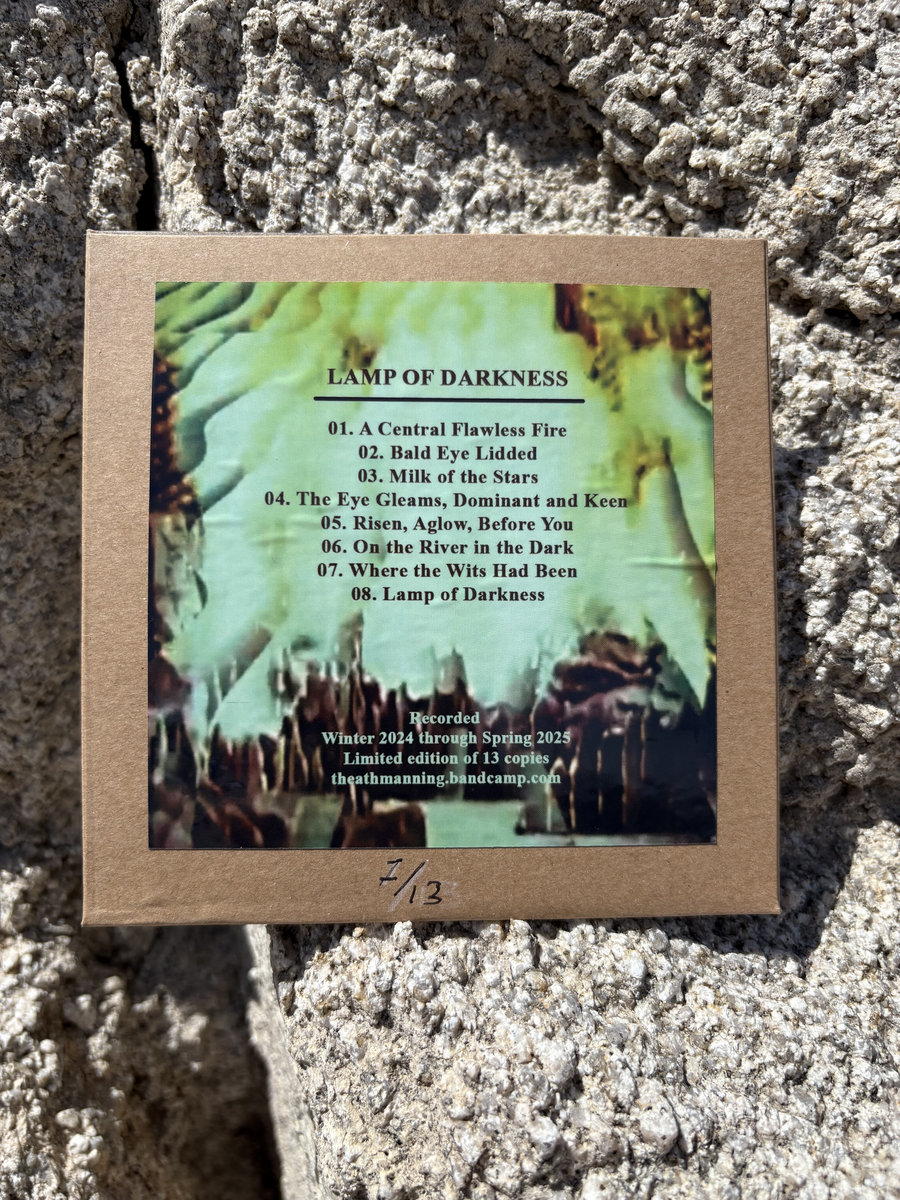 LAMP OF DARKNESS
01. A Central Flawless Fire
02. Bald Eye Lidded
03. Milk of the Stars
04. The Eye Gleams, Dominant and Keen
05. Risen, Aglow, Before You
06. On the River in the Dark
07. Where the Wits Had Been
08. Lamp of Darkness
Recorded
Winter 2024 through Spring 2025
Limited edition of 13 copies
theathmanning.bandcamp.com
1/13